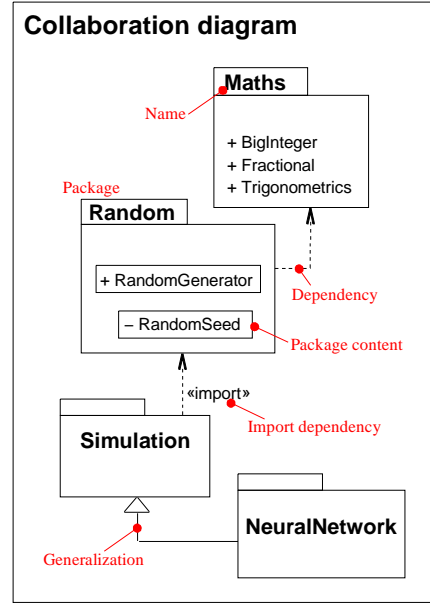 Collaboration diagram
Maths
Name
+ BigInteger
+ Fractional
+ Trigonometrics
Package
Random
+ RandomGenerator
Dependency
– RandomSeed
Package content
«import»
Import dependency
Simulation
NeuralNetwork
Generalization